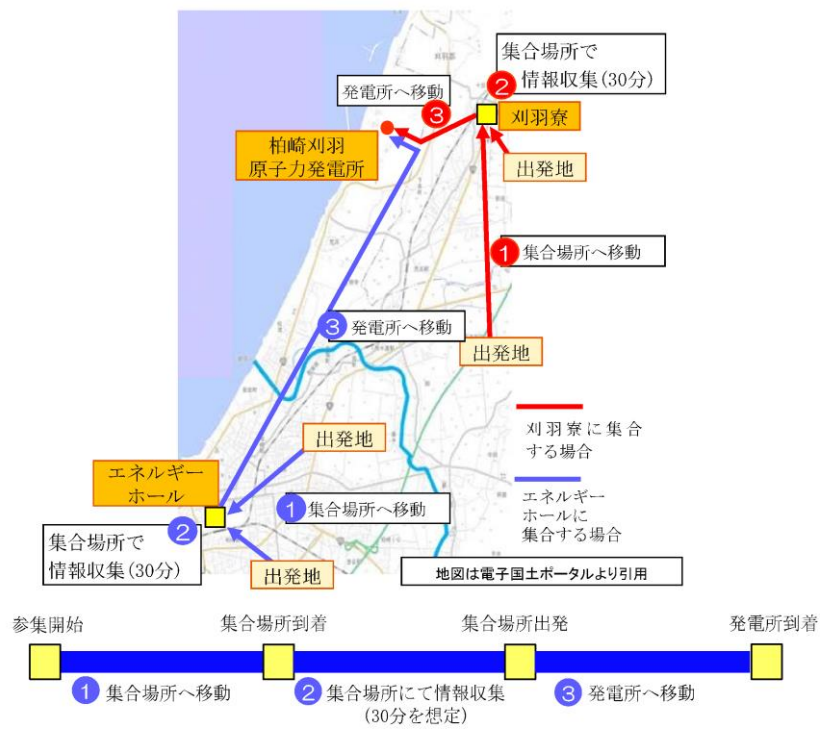 集合場所で
情報収集(30分)
発電所へ移動
②
③
刈羽寮
柏崎刈羽
原子力発電所
出発地
① 集合場所へ移動
③ 発電所へ移動
出発地
刈羽寮に集合
する場合
出発地
エネルギー
ホール
エネルギー
ホールに
集合する場合
① 集合場所へ移動
②
集合場所で
情報収集(30分)
出発地
地図は電子国土ポータルより引用
参集開始
集合場所到着
集合場所出発
発電所到着
① 集合場所へ移動
② 集合場所にて情報収集
(30分を想定)
③ 発電所へ移動